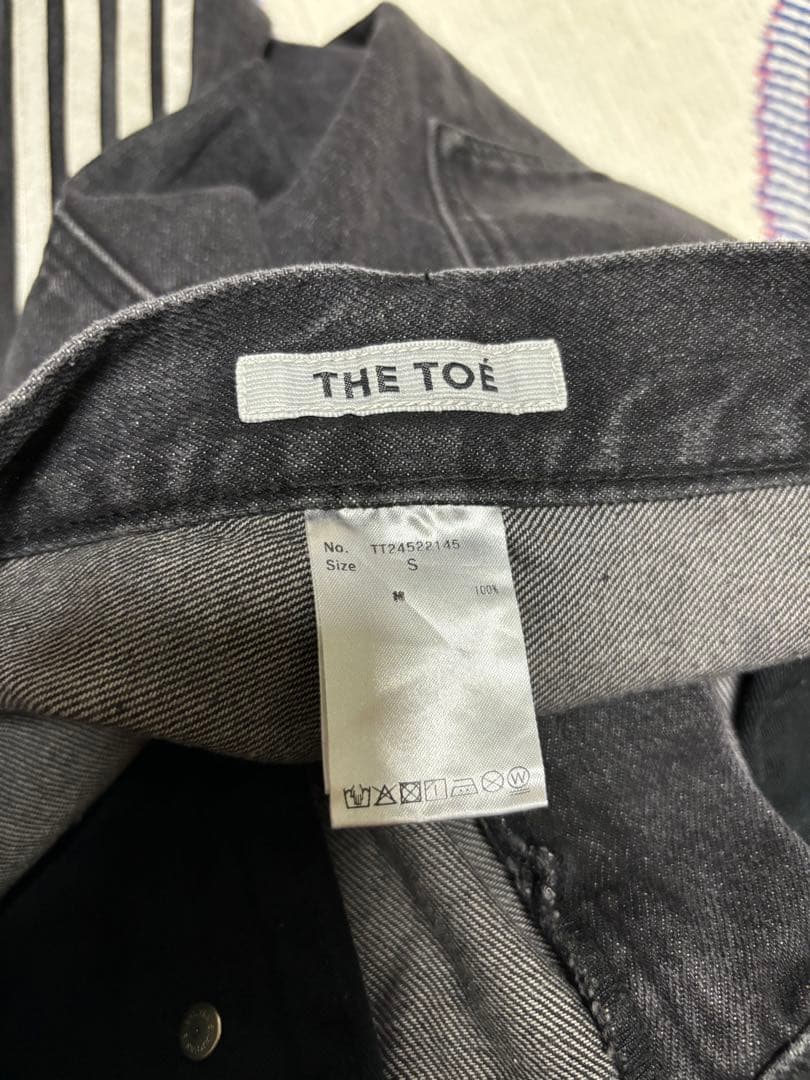 THE TOÉ
No. TT24522145
Size S
綿 100%
W